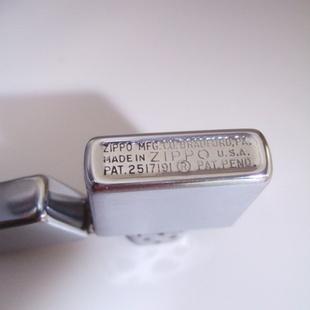 ZIPPO MFG. CO. BRADFORD, PA.
MADE IN ZIPPO U.S.A.
PAT. 2517191 ® PAT. PEND.